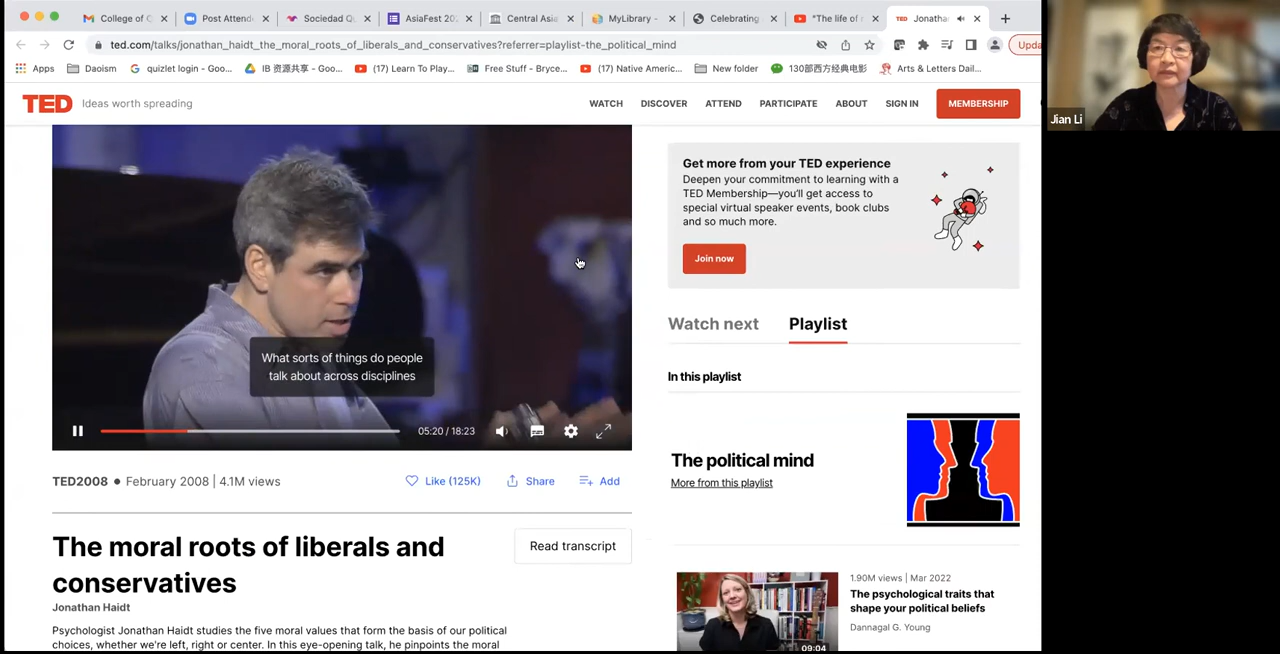 College of C
Post Attend
Sociedad Q
AsiaFest 202
Central Asia
MyLibrary -
Celebrating
"The life of r
TED
Jonatha
ted.com/talks/jonathan_haidt_the_moral_roots_of_liberals_and_conservatives?referrer=playlist-the_political_mind
Upda
Apps
Daoism
quizlet login - Goo...
IB 资源共享 - Goo...
(17) Learn To Play...
Free Stuff - Bryce...
(17) Native Americ...
New folder
130部西方经典电影
Arts & Letters Dail...
TED Ideas worth spreading
WATCH DISCOVER ATTEND PARTICIPATE ABOUT SIGN IN MEMBERSHIP
Jian Li
What sorts of things do people
talk about across disciplines
05:20 / 18:23
TED2008 ● February 2008 | 4.1M views
Like (125K) Share Add
The moral roots of liberals and
conservatives
Read transcript
Jonathan Haidt
Psychologist Jonathan Haidt studies the five moral values that form the basis of our political
choices, whether we're left, right or center. In this eye-opening talk, he pinpoints the moral
Get more from your TED experience
Deepen your commitment to learning with a
TED Membership—you'll get access to
special virtual speaker events, book clubs
and so much more.
Join now
Watch next Playlist
In this playlist
The political mind
More from this playlist
09:04
1.90M views | Mar 2022
The psychological traits that
shape your political beliefs
Dannagal G. Young